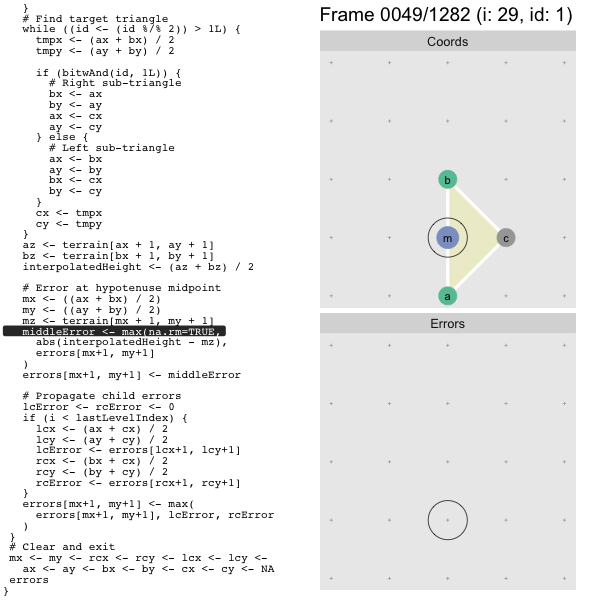 }
# Find target triangle
while ((id <- (id %/% 2)) > 1L) {
tmpx <- (ax + bx) / 2
tmpy <- (ay + by) / 2
if (bitwAnd(id, 1L)) {
# Right sub-triangle
bx <- ax
by <- ay
ax <- cx
ay <- cy
} else {
# Left sub-triangle
ax <- bx
ay <- by
bx <- cx
by <- cy
}
cx <- tmpx
cy <- tmpy
}
az <- terrain[ax + 1, ay + 1]
bz <- terrain[bx + 1, by + 1]
interpolatedHeight <- (az + bz) / 2
# Error at hypotenuse midpoint
mx <- ((ax + bx) / 2)
my <- ((ay + by) / 2)
mz <- terrain[mx + 1, my + 1]
middleError <- max(na.rm=TRUE,
abs(interpolatedHeight - mz),
errors[mx+1, my+1]
)
errors[mx+1, my+1] <- middleError
# Propagate child errors
lcError <- rcError <- 0
if (i < lastLevelIndex) {
lcx <- (ax + cx) / 2
lcy <- (ay + cy) / 2
lcError <- errors[lcx+1, lcy+1]
rcx <- (bx + cx) / 2
rcy <- (by + cy) / 2
rcError <- errors[rcx+1, rcy+1]
}
errors[mx+1, my+1] <- max(
errors[mx+1, my+1], lcError, rcError
)
}
# Clear and exit
mx <- my <- rcx <- rcy <- lcx <- lcy <-
ax <- ay <- bx <- by <- cx <- cy <- NA
errors
}
Frame 0049/1282 (i: 29, id: 1)
Coords
b
m
c
a
Errors